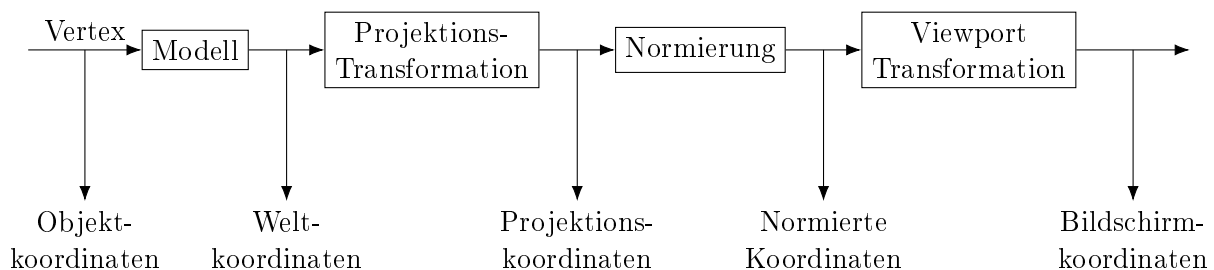 Vertex
Modell
Projektions-
Transformation
Normierung
Viewport
Transformation
Objekt-
koordinaten
Welt-
koordinaten
Projektions-
koordinaten
Normierte
Koordinaten
Bildschirm-
koordinaten